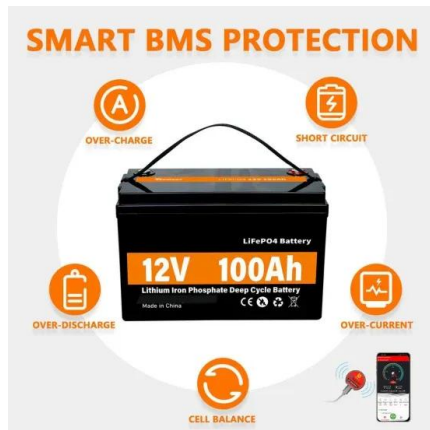 SMART BMS PROTECTION
OVER-CHARGE
SHORT CIRCUIT
LiFePO4 Battery
12V 100Ah
Lithium Iron Phosphate Deep Cycle Battery
Made in China
OVER-DISCHARGE
OVER-CURRENT
CELL BALANCE